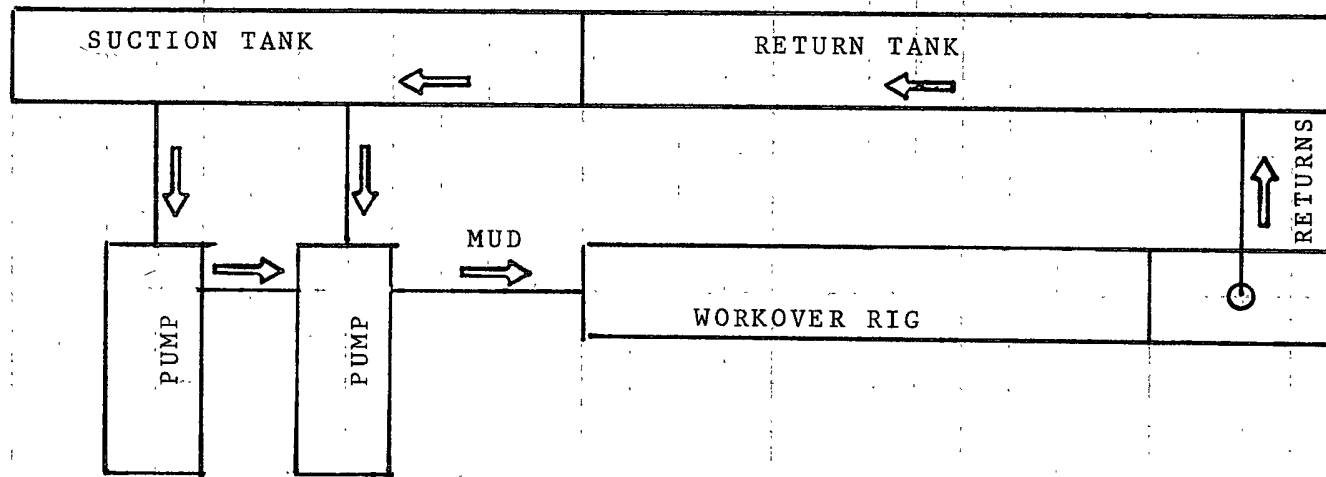 SUCTION TANK
RETURN TANK
RETURNS
MUD
PUMP
PUMP
WORKOVER RIG